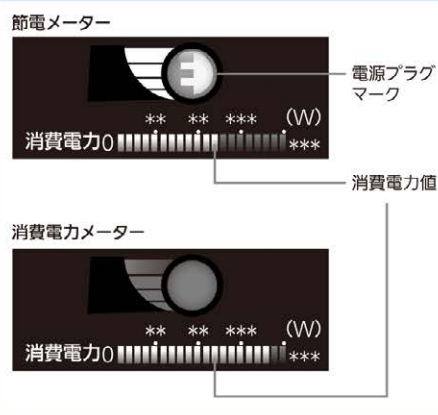 節電メーター
電源プラグ
マーク
** ** *** (W)
消費電力0 ***
消費電力値
消費電力メーター
** ** *** (W)
消費電力0 ***